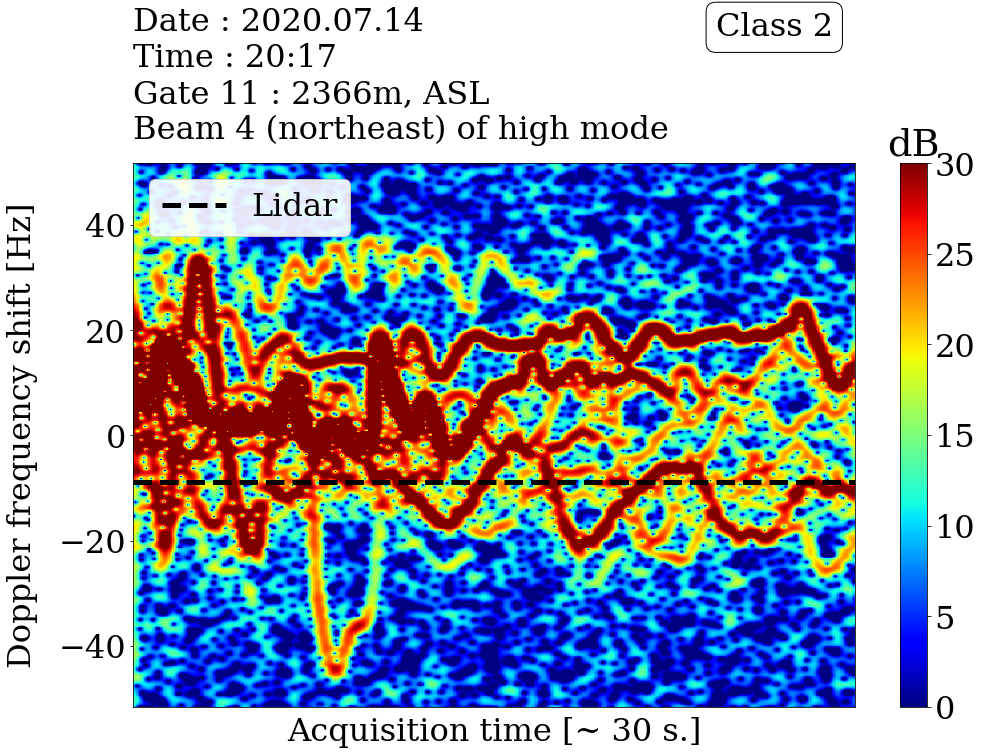 Date : 2020.07.14
Class 2
Time : 20:17
Gate 11 : 2366m, ASL
Beam 4 (northeast) of high mode
dB
Lidar
Doppler frequency shift [Hz]
40
20
0
−20
−40
30
25
20
15
10
5
0
Acquisition time [~ 30 s.]